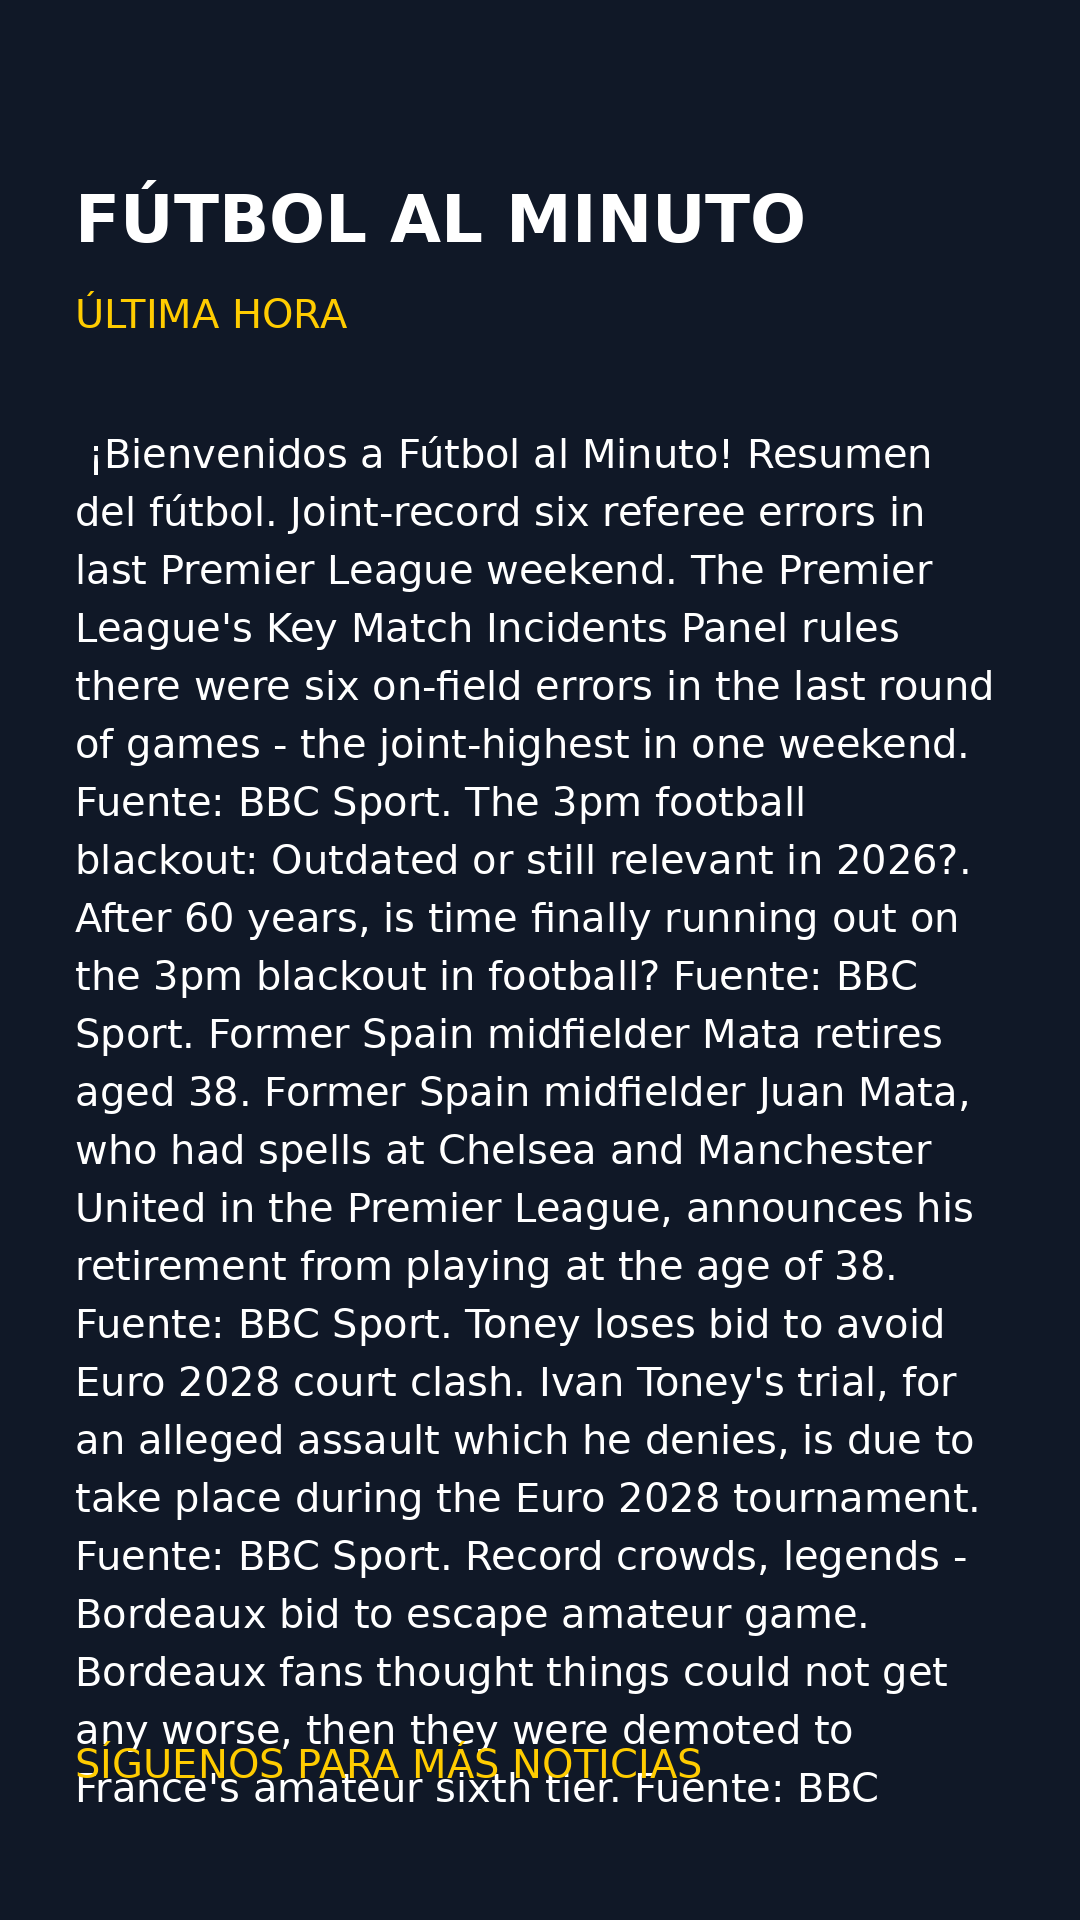 FÚTBOL AL MINUTO
ÚLTIMA HORA
¡Bienvenidos a Fútbol al Minuto! Resumen
del fútbol. Joint-record six referee errors in
last Premier League weekend. The Premier
League's Key Match Incidents Panel rules
there were six on-field errors in the last round
of games - the joint-highest in one weekend.
Fuente: BBC Sport. The 3pm football
blackout: Outdated or still relevant in 2026?.
After 60 years, is time finally running out on
the 3pm blackout in football? Fuente: BBC
Sport. Former Spain midfielder Mata retires
aged 38. Former Spain midfielder Juan Mata,
who had spells at Chelsea and Manchester
United in the Premier League, announces his
retirement from playing at the age of 38.
Fuente: BBC Sport. Toney loses bid to avoid
Euro 2028 court clash. Ivan Toney's trial, for
an alleged assault which he denies, is due to
take place during the Euro 2028 tournament.
Fuente: BBC Sport. Record crowds, legends -
Bordeaux bid to escape amateur game.
Bordeaux fans thought things could not get
any worse, then they were demoted to
SÍGUENOS PARA MÁS NOTICIAS
France's amateur sixth tier. Fuente: BBC